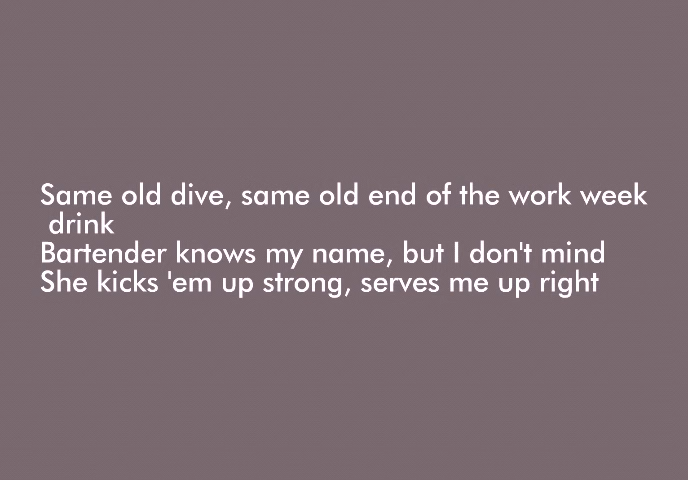 Same old dive, same old end of the work week
drink
Bartender knows my name, but I don't mind
She kicks 'em up strong, serves me up right